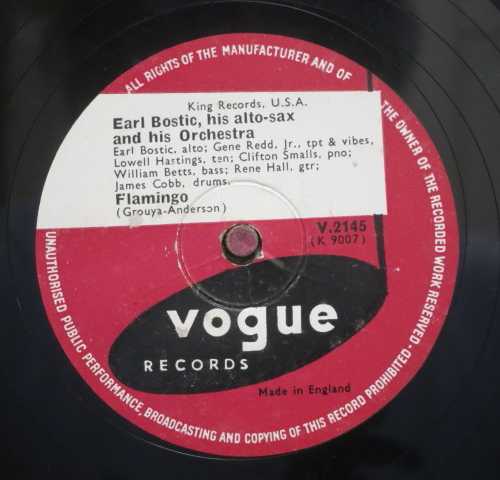 ALL RIGHTS OF THE MANUFACTURER AND OF THE OWNER OF THE RECORDED WORK RESERVED · UNAUTHORISED PUBLIC PERFORMANCE, BROADCASTING AND COPYING OF THIS RECORD PROHIBITED ·
King Records, U.S.A.
Earl Bostic, his alto-sax
and his Orchestra
Earl Bostic, alto; Gene Redd, Jr., tpt & vibes,
Lowell Hastings, ten; Clifton Smalls, pno;
William Betts, bass; Rene Hall, gtr;
James Cobb, drums.
Flamingo
(Grouya-Anderson)
V.2145
(K 9007)
vogue
RECORDS
Made in England